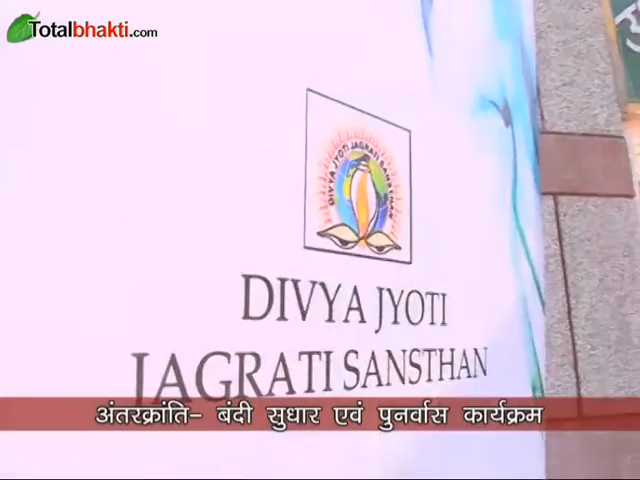 Totalbhakti.com
DIVYA JYOTI JAGRATI SANSTHAN
DIVYA JYOTI
JAGRATI SANSTHAN
अंतरक्रांति- बंदी सुधार एवं पुनर्वास कार्यक्रम